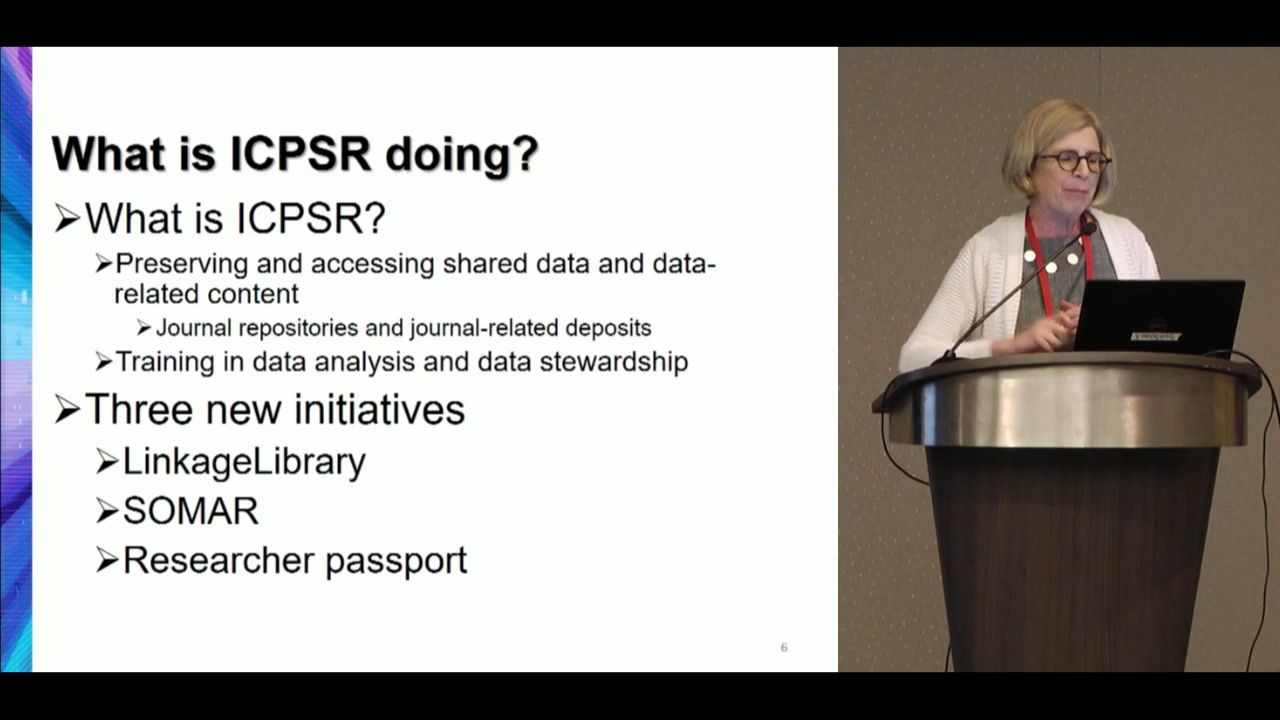 What is ICPSR doing?
➢What is ICPSR?
➢Preserving and accessing shared data and data-
related content
➢Journal repositories and journal-related deposits
➢Training in data analysis and data stewardship
➢Three new initiatives
➢LinkageLibrary
➢SOMAR
➢Researcher passport
6